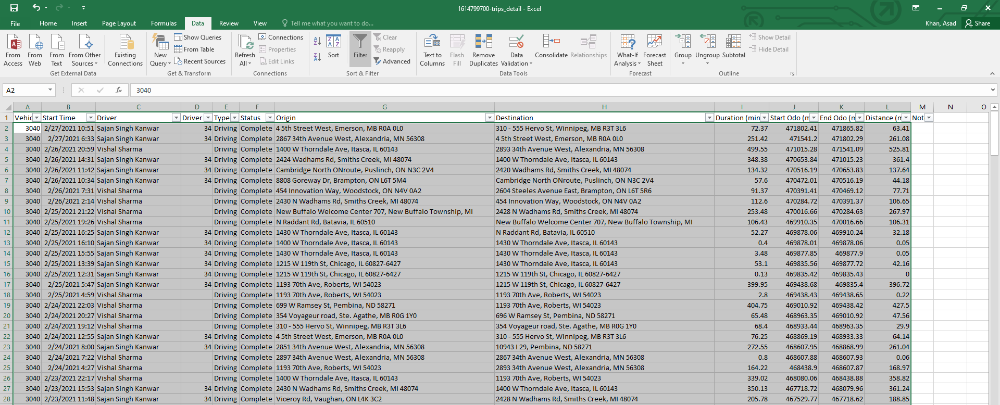 1614799700-trips_detail - Excel
File Home Insert Page Layout Formulas Data Review View Tell me what you want to do... Khan, Asad Share
From Access
From Web
From Text
From Other Sources
Existing Connections
Get External Data
New Query
Show Queries
From Table
Recent Sources
Get & Transform
Refresh All
Connections
Properties
Edit Links
Connections
Sort
Filter
Clear
Reapply
Advanced
Sort & Filter
Text to Columns
Flash Fill
Remove Duplicates
Data Validation
Consolidate
Relationships
Data Tools
What-If Analysis
Forecast Sheet
Forecast
Group
Ungroup
Subtotal
Show Detail
Hide Detail
Outline
A2 fx 3040
A B C D E F G H I J K L M N O
1 Vehic Start Time Driver Driver Type Status Origin Destination Duration (min Start Odo (m End Odo (m Distance (m Not
2 3040 2/27/2021 10:51 Sajan Singh Kanwar 34 Driving Complete 4 5th Street West, Emerson, MB R0A 0L0 310 - 555 Hervo St, Winnipeg, MB R3T 3L6 72.37 471802.41 471865.82 63.41
3 3040 2/27/2021 6:33 Sajan Singh Kanwar 34 Driving Complete 2867 34th Avenue West, Alexandria, MN 56308 4 5th Street West, Emerson, MB R0A 0L0 251.42 471541.2 471802.29 261.08
4 3040 2/26/2021 20:59 Vishal Sharma Driving Complete 1400 W Thorndale Ave, Itasca, IL 60143 2893 34th Avenue West, Alexandria, MN 56308 499.55 471015.28 471541.09 525.81
5 3040 2/26/2021 14:31 Sajan Singh Kanwar 34 Driving Complete 2424 Wadhams Rd, Smiths Creek, MI 48074 1400 W Thorndale Ave, Itasca, IL 60143 348.38 470653.84 471015.23 361.4
6 3040 2/26/2021 11:42 Sajan Singh Kanwar 34 Driving Complete Cambridge North ONroute, Puslinch, ON N3C 2V4 2420 Wadhams Rd, Smiths Creek, MI 48074 134.32 470516.19 470653.83 137.64
7 3040 2/26/2021 10:34 Sajan Singh Kanwar 34 Driving Complete 8808 Goreway Dr, Brampton, ON L6T 5M4 Cambridge North ONroute, Puslinch, ON N3C 2V4 57.6 470472.01 470516.19 44.18
8 3040 2/26/2021 7:31 Vishal Sharma Driving Complete 454 Innovation Way, Woodstock, ON N4V 0A2 2604 Steeles Avenue East, Brampton, ON L6T 5R6 91.37 470391.41 470469.12 77.71
9 3040 2/26/2021 2:14 Vishal Sharma Driving Complete 2430 N Wadhams Rd, Smiths Creek, MI 48074 454 Innovation Way, Woodstock, ON N4V 0A2 112.6 470284.72 470391.37 106.65
10 3040 2/25/2021 21:22 Vishal Sharma Driving Complete New Buffalo Welcome Center 707, New Buffalo Township, MI 2428 N Wadhams Rd, Smiths Creek, MI 48074 253.48 470016.66 470284.63 267.97
11 3040 2/25/2021 19:26 Vishal Sharma Driving Complete N Raddant Rd, Batavia, IL 60510 New Buffalo Welcome Center 707, New Buffalo Township, MI 106.43 469910.35 470016.66 106.31
12 3040 2/25/2021 16:25 Sajan Singh Kanwar 34 Driving Complete 1430 W Thorndale Ave, Itasca, IL 60143 N Raddant Rd, Batavia, IL 60510 52.27 469878.06 469910.24 32.18
13 3040 2/25/2021 16:10 Sajan Singh Kanwar 34 Driving Complete 1400 W Thorndale Ave, Itasca, IL 60143 1430 W Thorndale Ave, Itasca, IL 60143 0.4 469878.01 469878.06 0.05
14 3040 2/25/2021 15:55 Sajan Singh Kanwar 34 Driving Complete 1430 W Thorndale Ave, Itasca, IL 60143 1400 W Thorndale Ave, Itasca, IL 60143 3.48 469877.85 469877.9 0.05
15 3040 2/25/2021 13:39 Sajan Singh Kanwar 34 Driving Complete 1215 W 119th St, Chicago, IL 60827-6427 1430 W Thorndale Ave, Itasca, IL 60143 53.1 469835.56 469877.72 42.16
16 3040 2/25/2021 12:31 Sajan Singh Kanwar 34 Driving Complete 1215 W 119th St, Chicago, IL 60827-6427 1215 W 119th St, Chicago, IL 60827-6427 0.13 469835.42 469835.43 0
17 3040 2/25/2021 5:47 Sajan Singh Kanwar 34 Driving Complete 1193 70th Ave, Roberts, WI 54023 1215 W 119th St, Chicago, IL 60827-6427 399.95 469438.68 469835.4 396.72
18 3040 2/25/2021 4:59 Vishal Sharma Driving Complete 1193 70th Ave, Roberts, WI 54023 1193 70th Ave, Roberts, WI 54023 2.8 469438.43 469438.65 0.22
19 3040 2/24/2021 22:03 Vishal Sharma Driving Complete 699 W Ramsey St, Pembina, ND 58271 1193 70th Ave, Roberts, WI 54023 404.75 469010.92 469438.42 427.5
20 3040 2/24/2021 20:27 Vishal Sharma Driving Complete 354 Voyageur road, Ste. Agathe, MB R0G 1Y0 696 W Ramsey St, Pembina, ND 58271 65.48 468963.35 469010.92 47.56
21 3040 2/24/2021 19:12 Vishal Sharma Driving Complete 310 - 555 Hervo St, Winnipeg, MB R3T 3L6 354 Voyageur road, Ste. Agathe, MB R0G 1Y0 68.4 468933.44 468963.35 29.9
22 3040 2/24/2021 12:55 Sajan Singh Kanwar 34 Driving Complete 4 5th Street West, Emerson, MB R0A 0L0 310 - 555 Hervo St, Winnipeg, MB R3T 3L6 76.25 468869.19 468933.33 64.14
23 3040 2/24/2021 8:00 Sajan Singh Kanwar 34 Driving Complete 2851 34th Avenue West, Alexandria, MN 56308 10943 I 29, Pembina, ND 58271 272.55 468607.95 468868.99 261.04
24 3040 2/24/2021 7:22 Vishal Sharma Driving Complete 2897 34th Avenue West, Alexandria, MN 56308 2867 34th Avenue West, Alexandria, MN 56308 0.8 468607.88 468607.93 0.06
25 3040 2/24/2021 4:27 Vishal Sharma Driving Complete 1193 70th Ave, Roberts, WI 54023 2893 34th Avenue West, Alexandria, MN 56308 164.22 468438.9 468607.87 168.97
26 3040 2/23/2021 22:17 Vishal Sharma Driving Complete 1400 W Thorndale Ave, Itasca, IL 60143 1193 70th Ave, Roberts, WI 54023 339.02 468080.06 468438.88 358.82
27 3040 2/23/2021 15:53 Sajan Singh Kanwar 34 Driving Complete 2430 N Wadhams Rd, Smiths Creek, MI 48074 1400 W Thorndale Ave, Itasca, IL 60143 350.13 467718.72 468079.96 361.24
28 3040 2/23/2021 11:48 Sajan Singh Kanwar 34 Driving Complete Viceroy Rd, Vaughan, ON L4K 3C2 2428 N Wadhams Rd, Smiths Creek, MI 48074 205.78 467529.77 467718.62 188.85